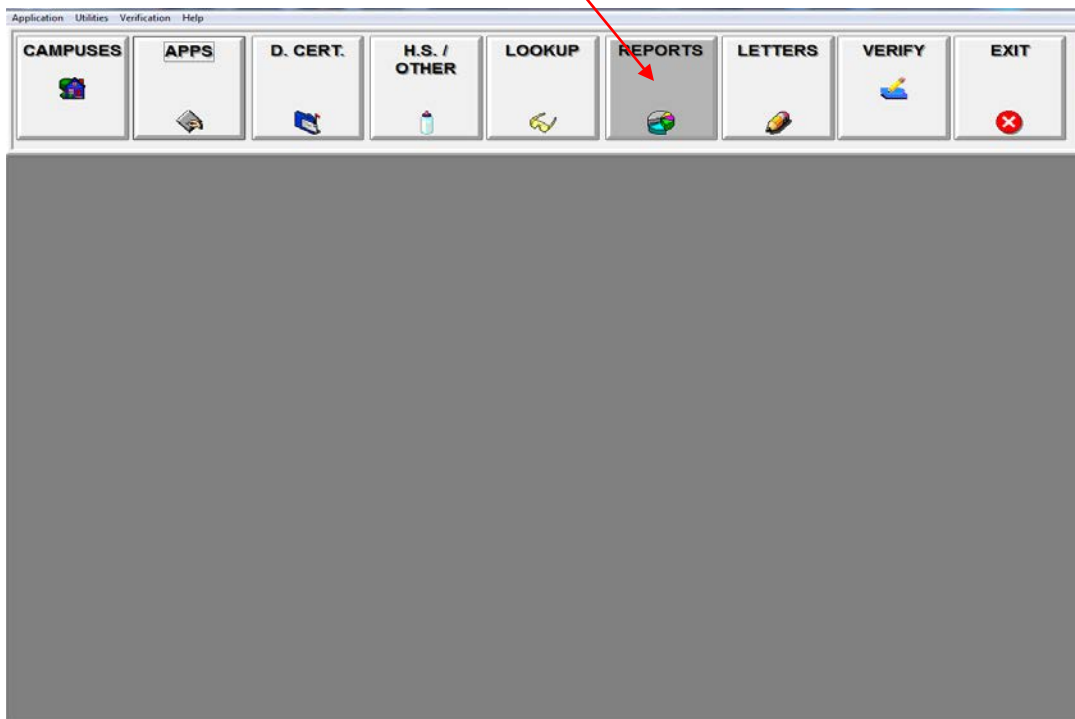 Application Utilities Verification Help
CAMPUSES APPS D. CERT. H.S. / LOOKUP REPORTS LETTERS VERIFY EXIT
OTHER